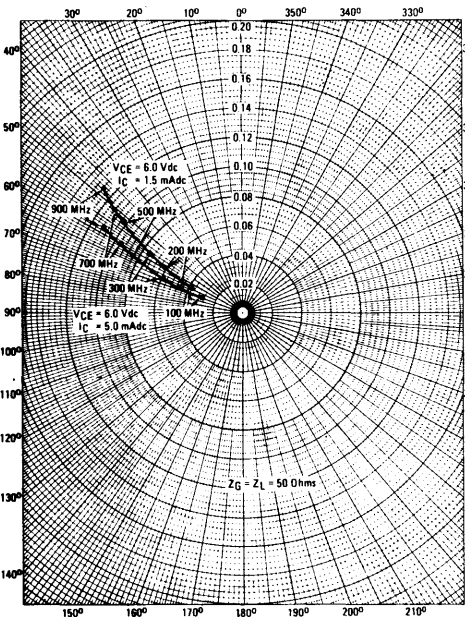 30° 20° 10° 0° 350° 340° 330°
0.20
40°
0.18
0.16
0.14
50°
0.12
0.10
VCE = 6.0 Vdc
IC = 1.5 mAdc
60°
0.08
900 MHz
500 MHz
0.06
70°
200 MHz
0.04
700 MHz
80°
300 MHz
0.02
90°
VCE = 6.0 Vdc
IC = 5.0 mAdc
100 MHz
100°
110°
120°
ZG = ZL = 50 Ohms
130°
140°
150° 160° 170° 180° 190° 200° 210°